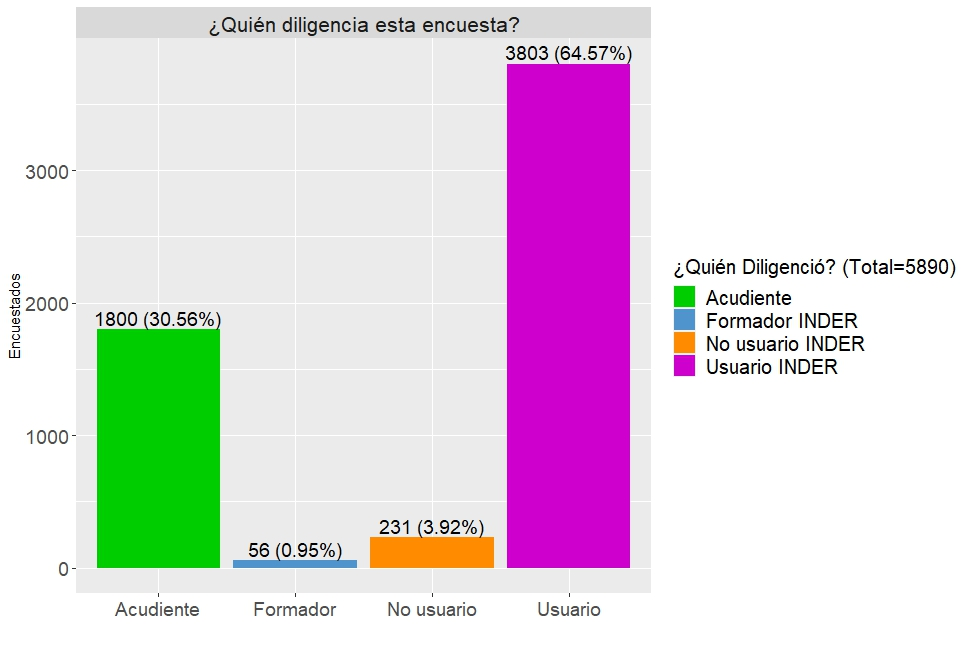 ¿Quién diligencia esta encuesta?
3803 (64.57%)
3000
2000
1800 (30.56%)
1000
231 (3.92%)
56 (0.95%)
0
Encuestados
Acudiente
Formador
No usuario
Usuario
¿Quién Diligenció? (Total=5890)
Acudiente
Formador INDER
No usuario INDER
Usuario INDER